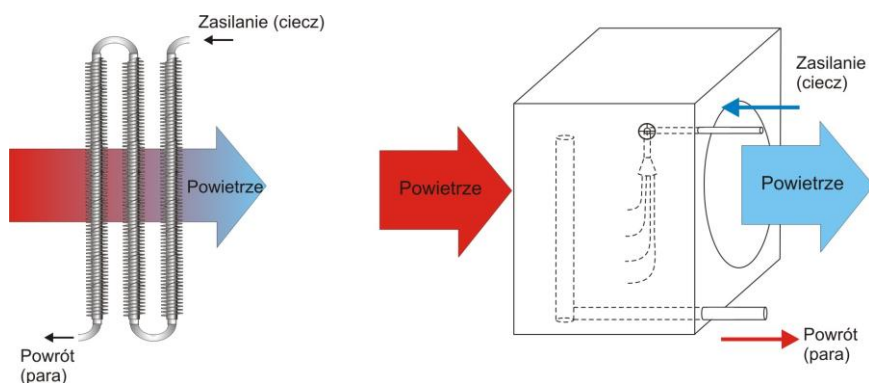 Zasilanie (ciecz)
Powietrze
Powrót
(para)
Zasilanie
(ciecz)
Powietrze
Powietrze
Powrót
(para)